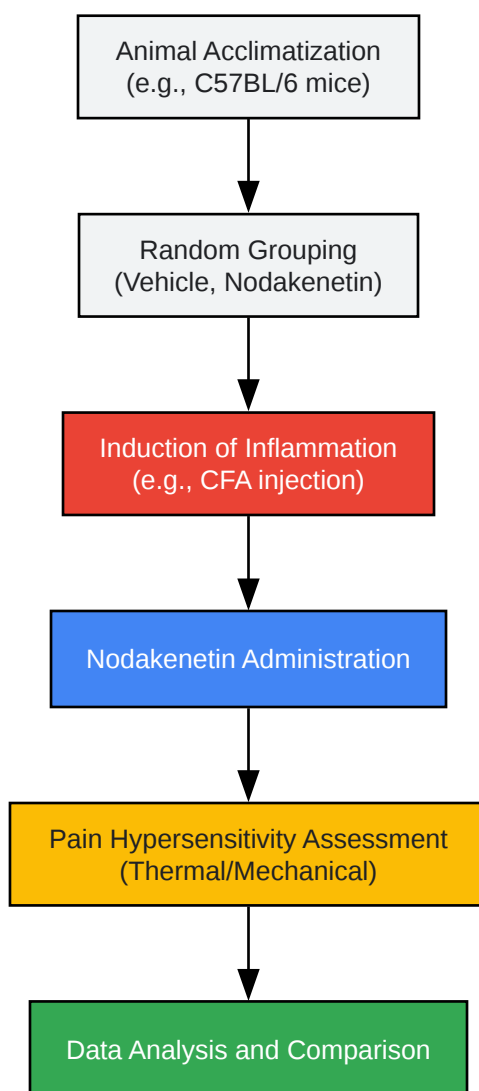 Animal Acclimatization
(e.g., C57BL/6 mice)
Random Grouping
(Vehicle, Nodakenetin)
Induction of Inflammation
(e.g., CFA injection)
Nodakenetin Administration
Pain Hypersensitivity Assessment
(Thermal/Mechanical)
Data Analysis and Comparison